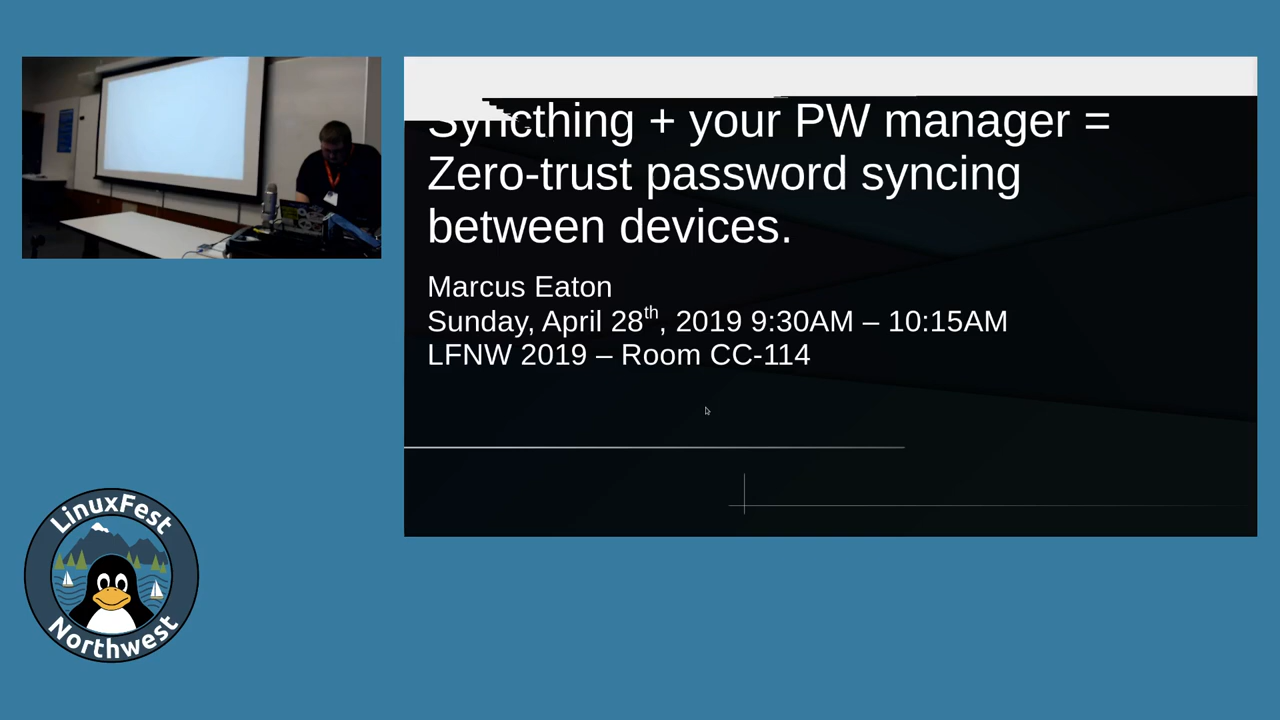 Syncthing + your PW manager =
Zero-trust password syncing
between devices.
Marcus Eaton
Sunday, April 28th, 2019 9:30AM – 10:15AM
LFNW 2019 – Room CC-114
LinuxFest
Northwest